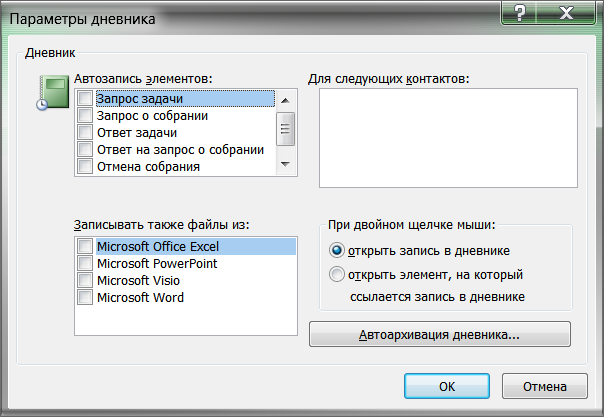 Параметры дневника
Дневник
Автозапись элементов:
Запрос задачи
Запрос о собрании
Ответ задачи
Ответ на запрос о собрании
Отмена собрания
Для следующих контактов:
Записывать также файлы из:
Microsoft Office Excel
Microsoft PowerPoint
Microsoft Visio
Microsoft Word
При двойном щелчке мыши:
открыть запись в дневнике
открыть элемент, на который
ссылается запись в дневнике
Автоархивация дневника...
ОК
Отмена